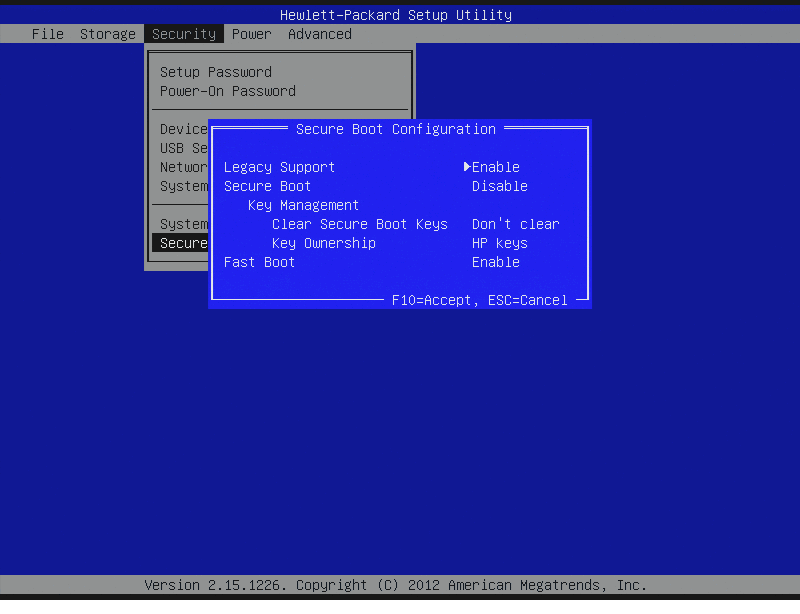 Hewlett-Packard Setup Utility
File Storage Security Power Advanced
Setup Password
Power-On Password
Device
USB Se
Networ
System
System
Secure
Secure Boot Configuration
Legacy Support Enable
Secure Boot Disable
Key Management
Clear Secure Boot Keys Don't clear
Key Ownership HP keys
Fast Boot Enable
F10=Accept, ESC=Cancel
Version 2.15.1226. Copyright (C) 2012 American Megatrends, Inc.